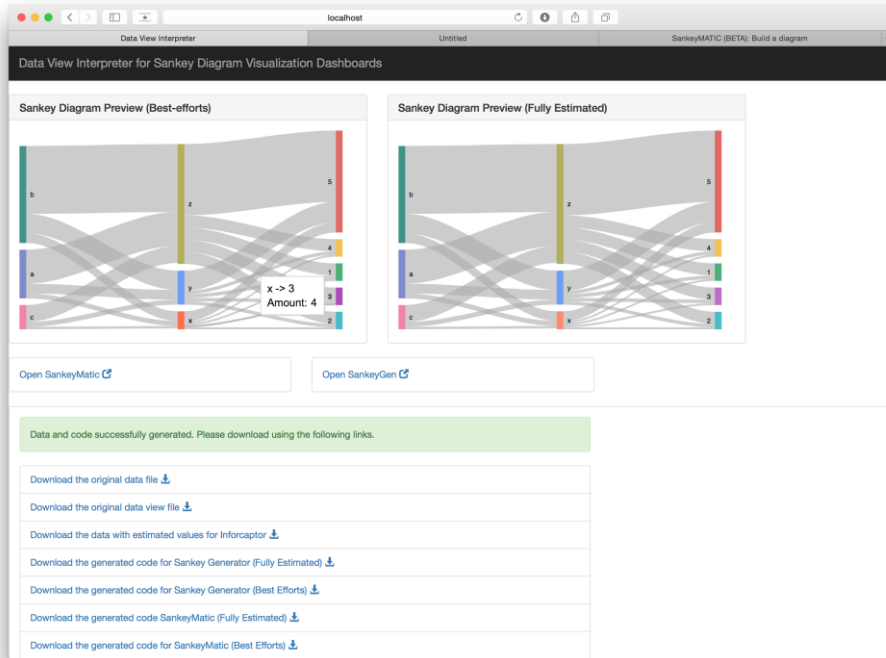 localhost
Data View Interpreter
Untitled
SankeyMATIC (BETA): Build a diagram
Data View Interpreter for Sankey Diagram Visualization Dashboards
Sankey Diagram Preview (Best-efforts)
Sankey Diagram Preview (Fully Estimated)
b
a
c
z
y
x
5
4
1
3
2
x -> 3
Amount: 4
b
a
c
z
y
x
5
4
1
3
2
Open SankeyMatic
Open SankeyGen
Data and code successfully generated. Please download using the following links.
Download the original data file
Download the original data view file
Download the data with estimated values for Inforcaptor
Download the generated code for Sankey Generator (Fully Estimated)
Download the generated code for Sankey Generator (Best Efforts)
Download the generated code SankeyMatic (Fully Estimated)
Download the generated code for SankeyMatic (Best Efforts)